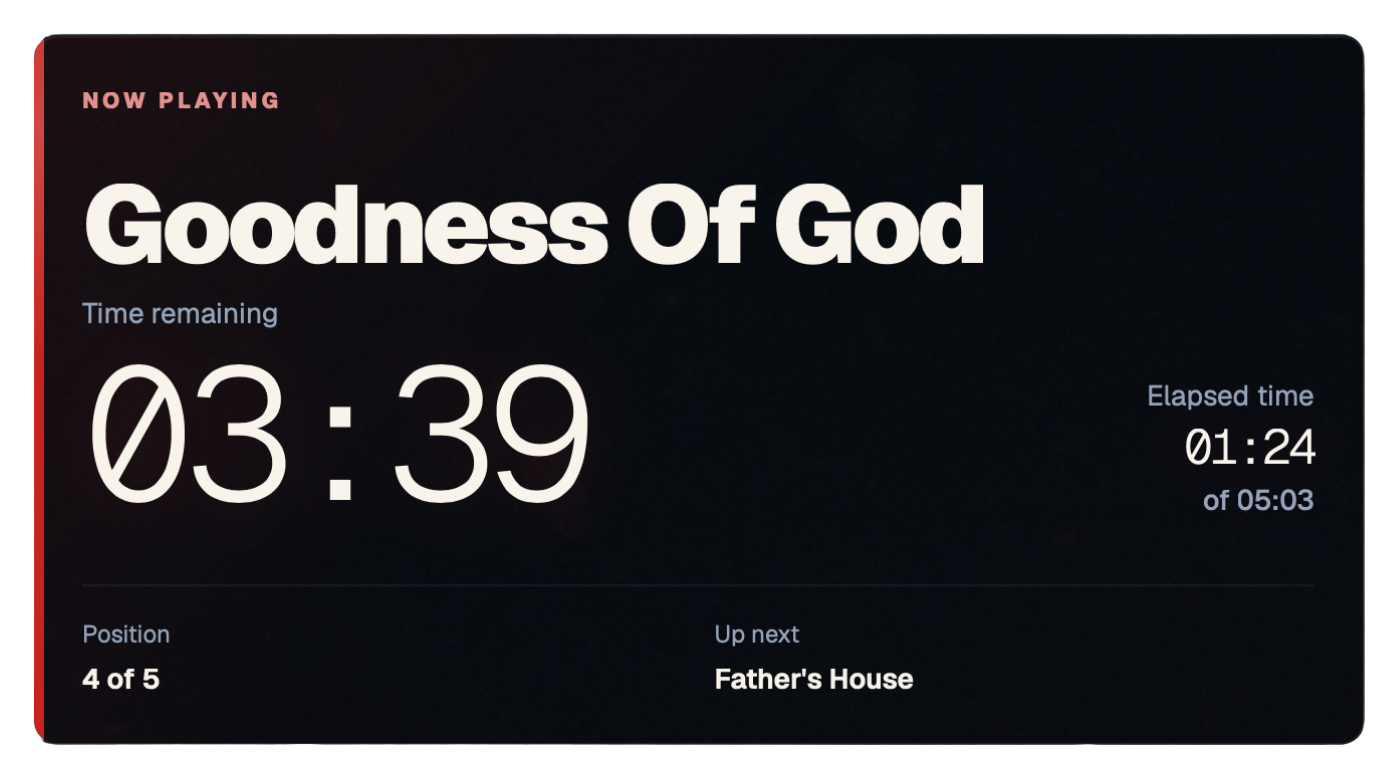 NOW PLAYING
Goodness Of God
Time remaining
03:39
Elapsed time
01:24
of 05:03
Position
4 of 5
Up next
Father's House